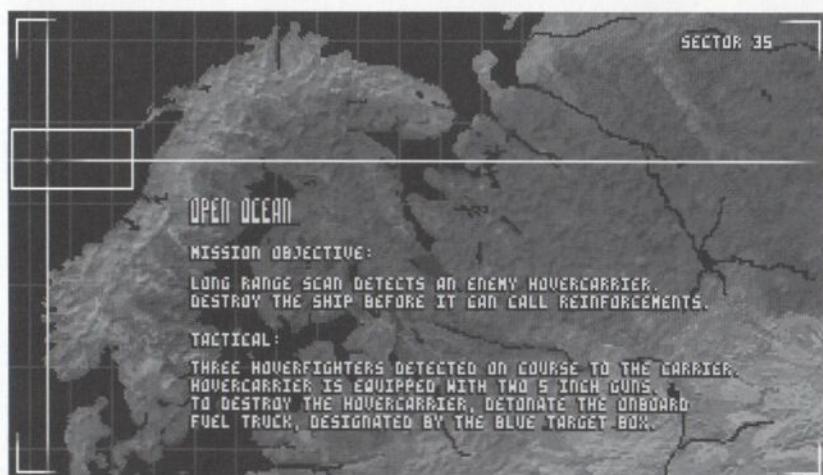 SECTOR 35
OPEN OCEAN
MISSION OBJECTIVE:
LONG RANGE SCAN DETECTS AN ENEMY HOVERCARRIER.
DESTROY THE SHIP BEFORE IT CAN CALL REINFORCEMENTS.
TACTICAL:
THREE HOVERFIGHTERS DETECTED ON COURSE TO THE CARRIER.
HOVERCARRIER IS EQUIPPED WITH TWO 5 INCH GUNS.
TO DESTROY THE HOVERCARRIER, DETONATE THE ONBOARD
FUEL TRUCK, DESIGNATED BY THE BLUE TARGET BOX.